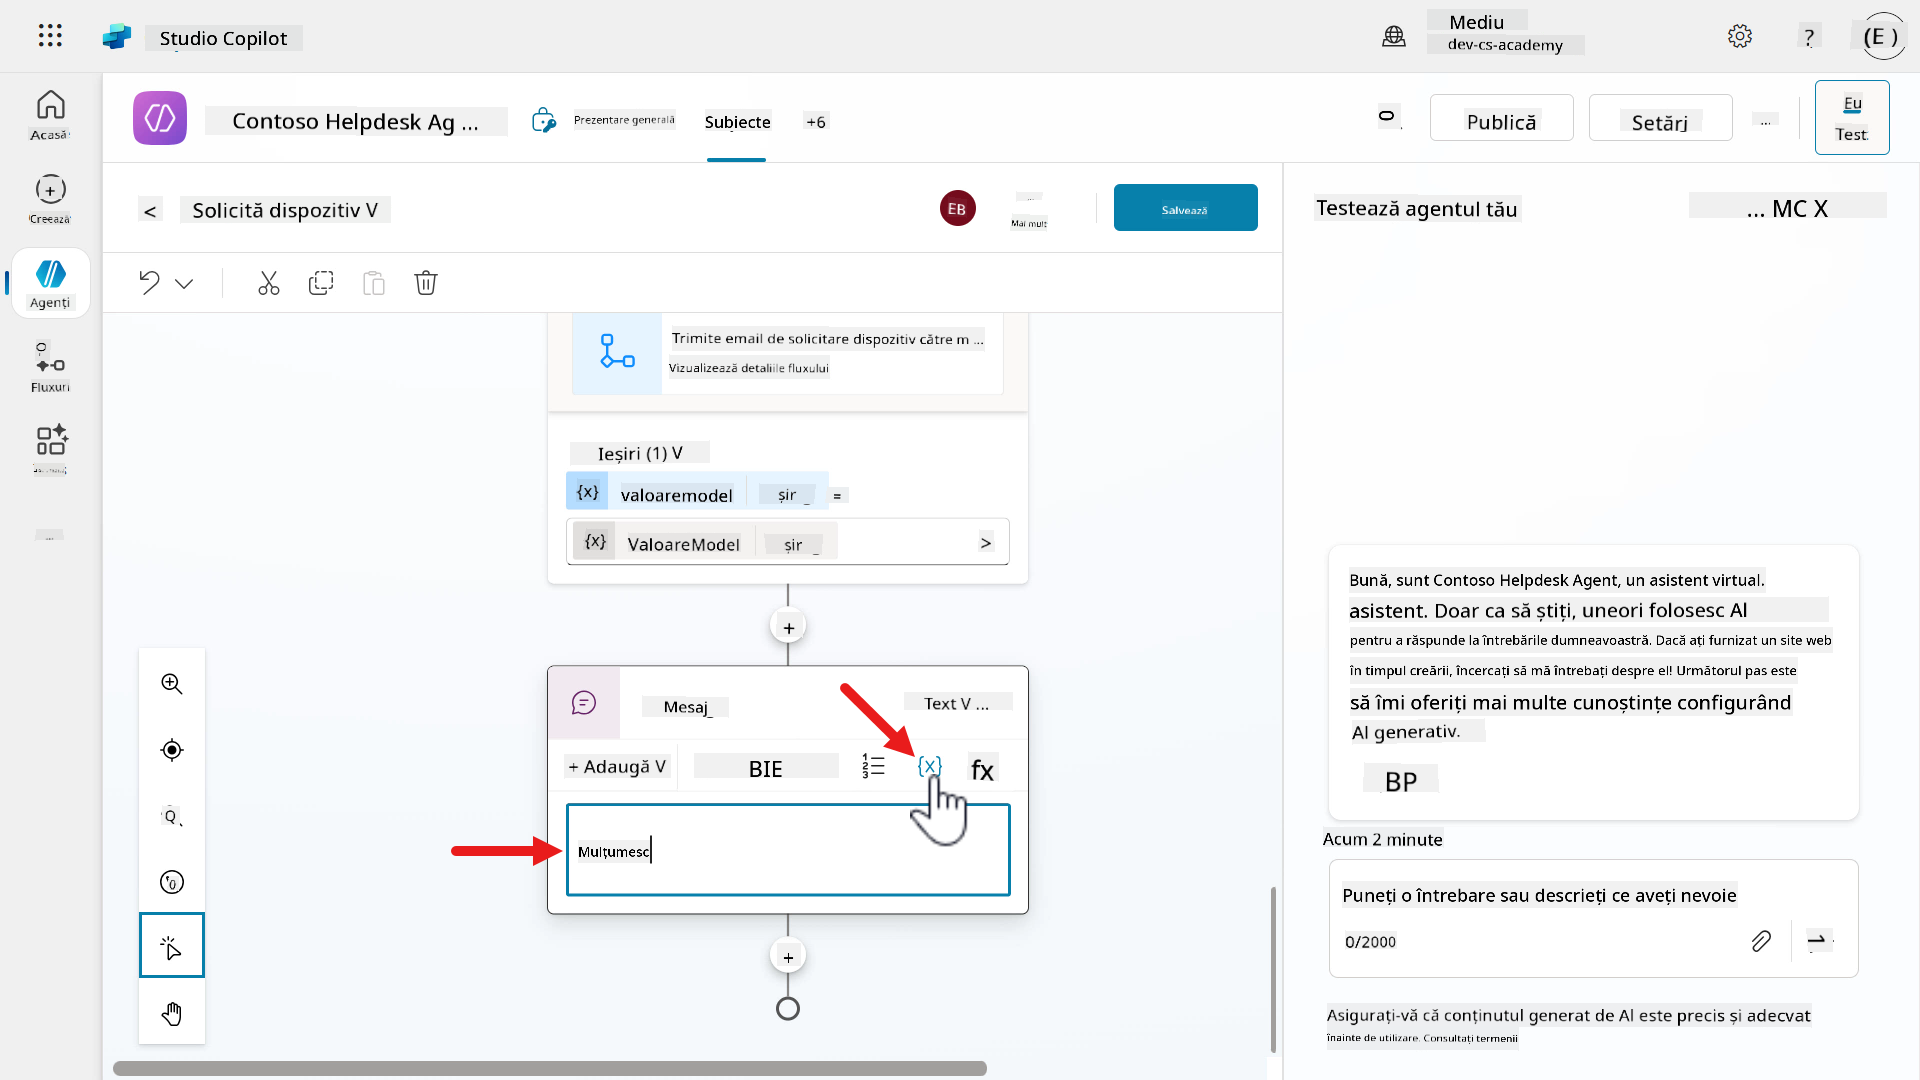 Studio Copilot
Mediu
dev-cs-academy
?
(E )
Acasă
Creează
Agenți
Fluxuri
Contoso Helpdesk Ag ...
Prezentare generală
Subiecte
+6
Publică
Setări
...
Eu
Test
< Solicită dispozitiv V
EB
...
Mai mult
Salvează
Testează agentul tău
... MC X
Trimite email de solicitare dispozitiv către m ...
Vizualizează detaliile fluxului
Ieșiri (1) V
{x} valoaremodel șir =
{x} ValoareModel șir >
+
Mesaj
Text V ...
+ Adaugă V
BIE
{x}
fx
Mulțumesc
+
Bună, sunt Contoso Helpdesk Agent, un asistent virtual.
asistent. Doar ca să știți, uneori folosesc Al
pentru a răspunde la întrebările dumneavoastră. Dacă ați furnizat un site web
în timpul creării, încercați să mă întrebați despre el! Următorul pas este
să îmi oferiți mai multe cunoștințe configurând
Al generativ.
BP
Acum 2 minute
Puneți o întrebare sau descrieți ce aveți nevoie
0/2000
Asigurați-vă că conținutul generat de Al este precis și adecvat
înainte de utilizare. Consultați termenii